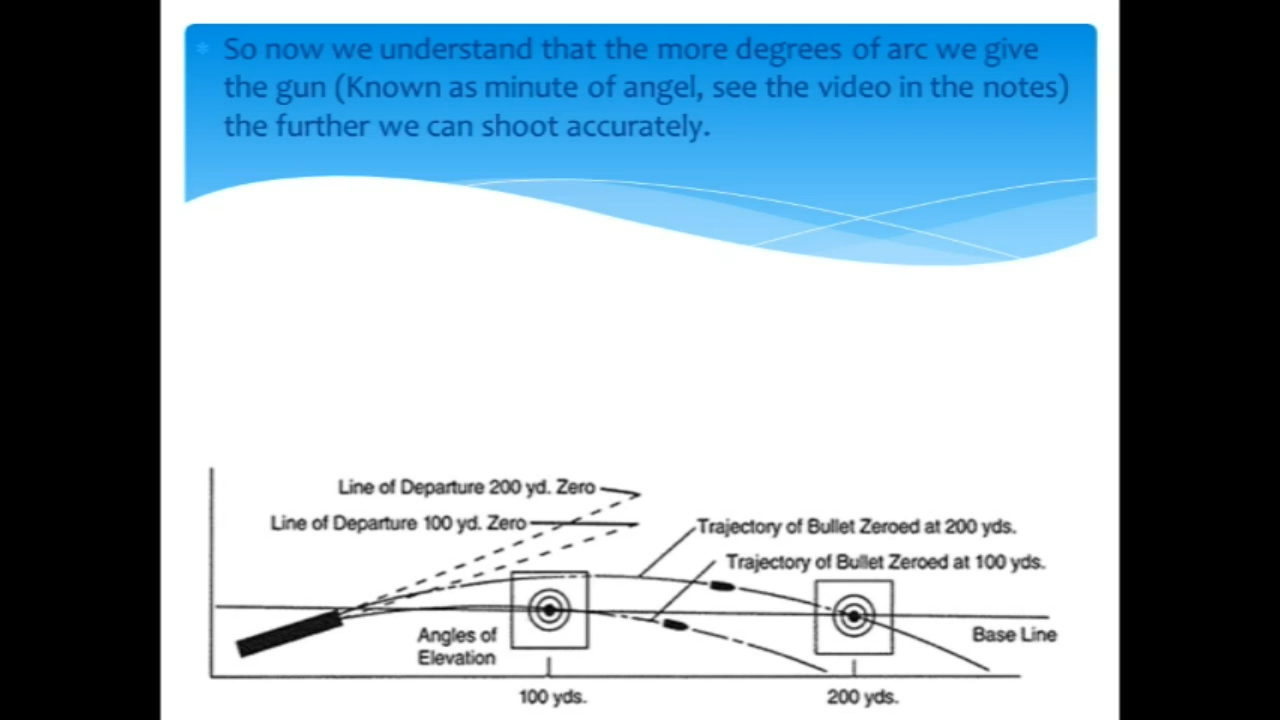 * So now we understand that the more degrees of arc we give
the gun (Known as minute of angel, see the video in the notes)
the further we can shoot accurately.
Line of Departure 200 yd. Zero
Line of Departure 100 yd. Zero
Trajectory of Bullet Zeroed at 200 yds.
Trajectory of Bullet Zeroed at 100 yds.
Angles of
Elevation
Base Line
100 yds.
200 yds.